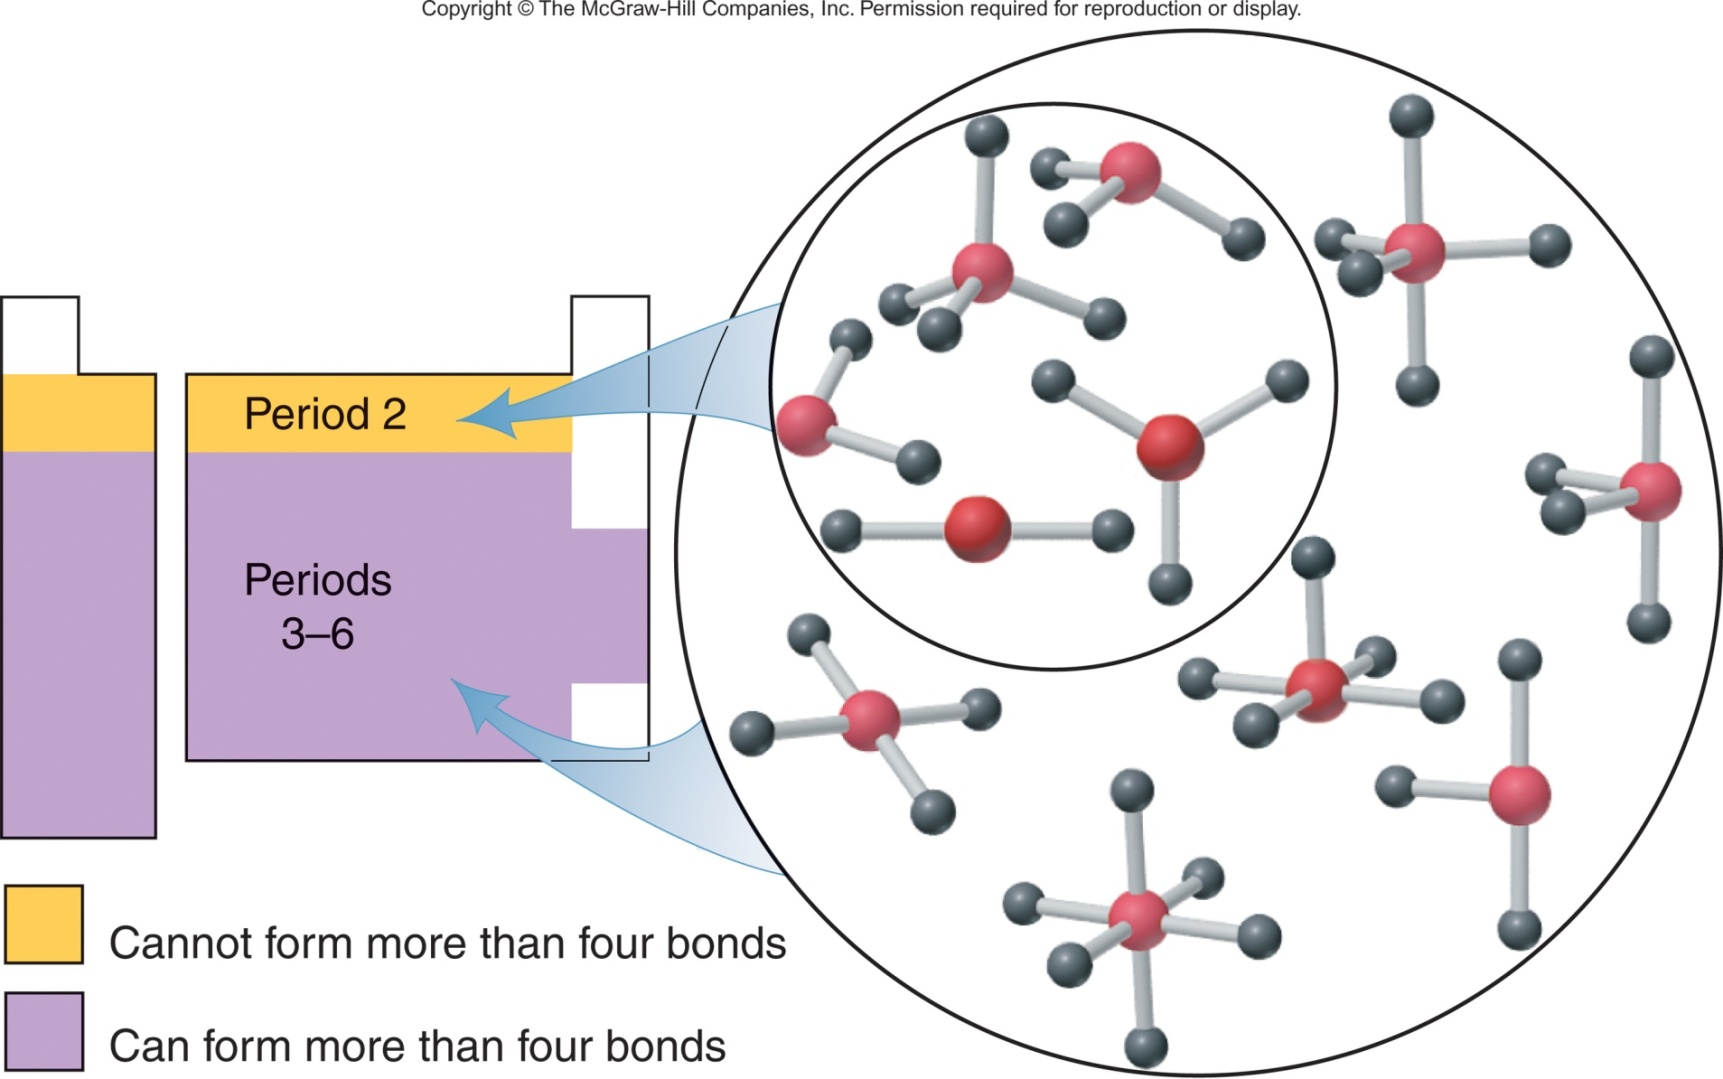 Copyright © The McGraw-Hill Companies, Inc. Permission required for reproduction or display.
Period 2
Periods
3–6
Cannot form more than four bonds
Can form more than four bonds